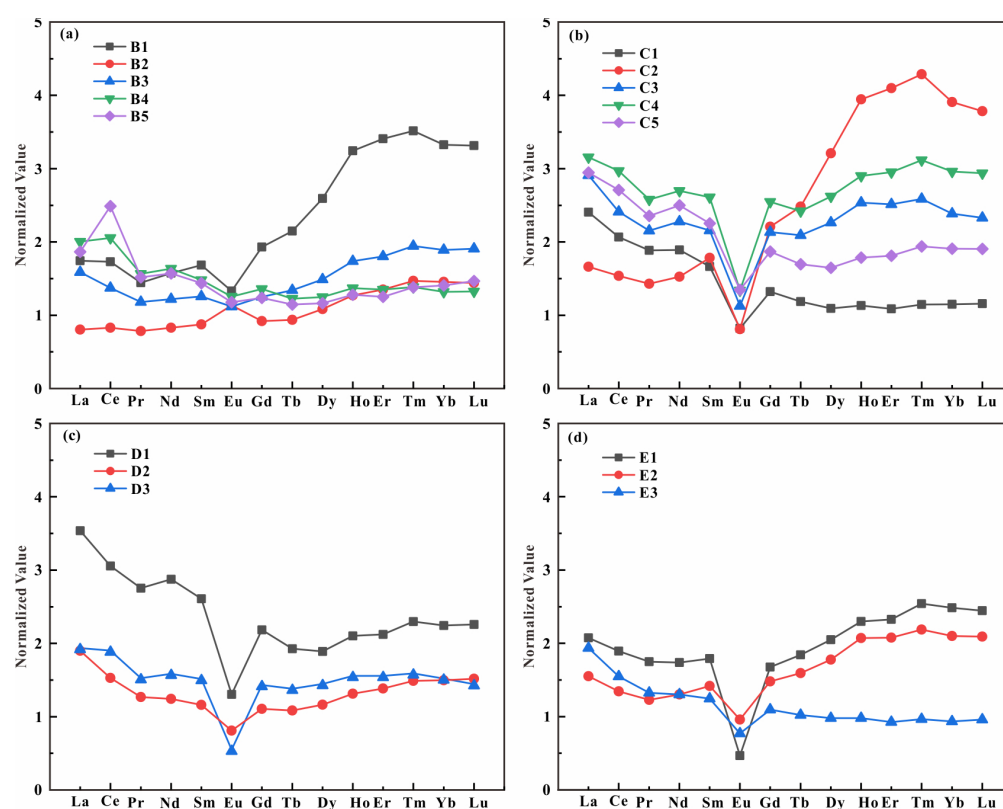 (a)
B1
B2
B3
B4
B5
Normalized Value
5
4
3
2
1
0
La Ce Pr Nd Sm Eu Gd Tb Dy Ho Er Tm Yb Lu
(b)
C1
C2
C3
C4
C5
Normalized Value
5
4
3
2
1
0
La Ce Pr Nd Sm Eu Gd Tb Dy Ho Er Tm Yb Lu
(c)
D1
D2
D3
Normalized Value
5
4
3
2
1
0
La Ce Pr Nd Sm Eu Gd Tb Dy Ho Er Tm Yb Lu
(d)
E1
E2
E3
Normalized Value
5
4
3
2
1
0
La Ce Pr Nd Sm Eu Gd Tb Dy Ho Er Tm Yb Lu